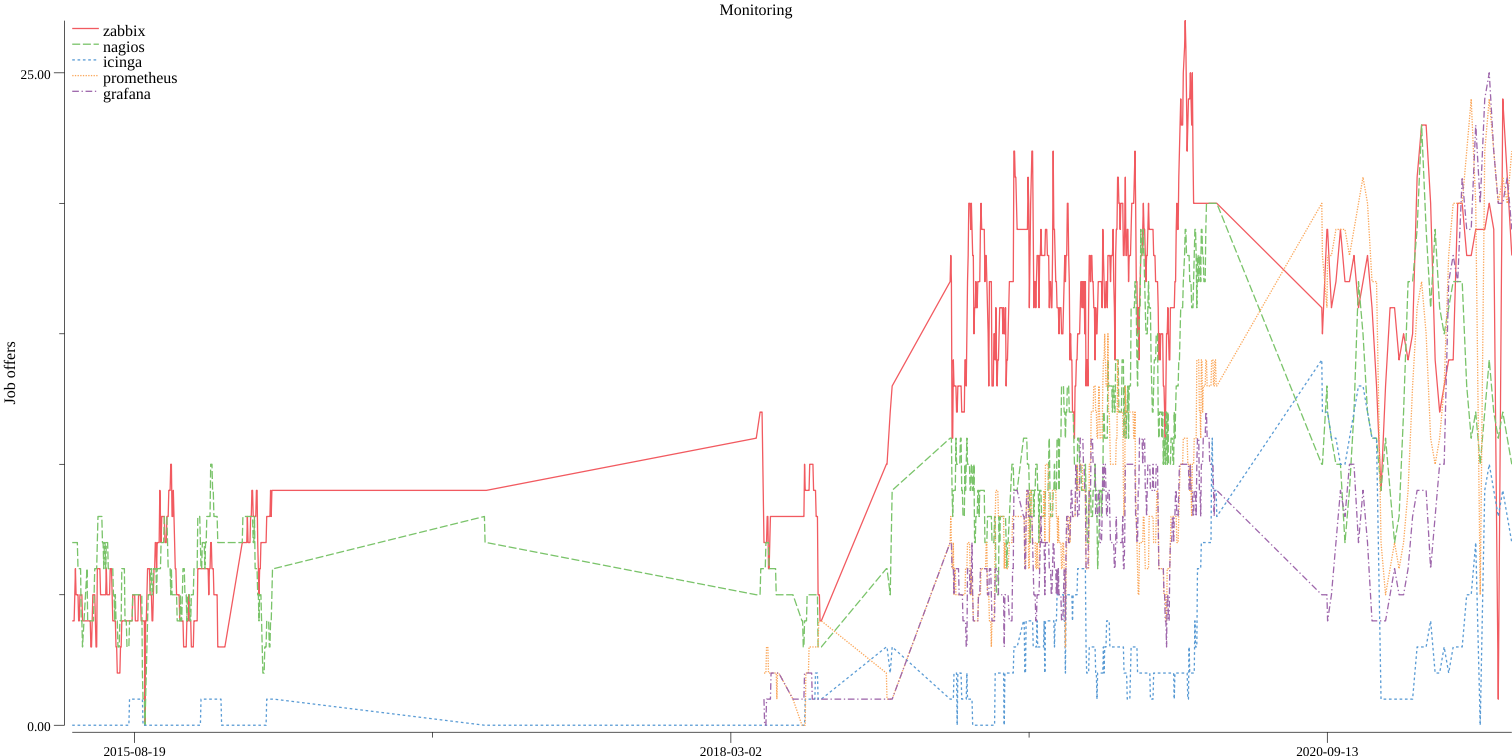 Monitoring
zabbix
nagios
icinga
prometheus
grafana
25.00
Job offers
0.00
2015-08-19
2018-03-02
2020-09-13